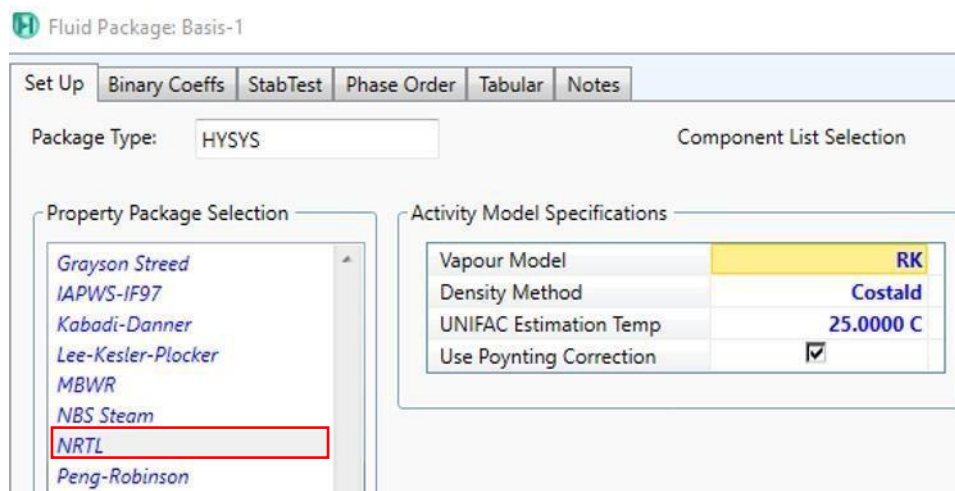 Fluid Package: Basis-1
Set Up Binary Coeffs StabTest Phase Order Tabular Notes
Package Type: HYSYS Component List Selection
Property Package Selection
Grayson Streed
IAPWS-IF97
Kabadi-Danner
Lee-Kesler-Plocker
MBWR
NBS Steam
NRTL
Peng-Robinson
Activity Model Specifications
Vapour Model RK
Density Method Costald
UNIFAC Estimation Temp 25.0000 C
Use Poynting Correction